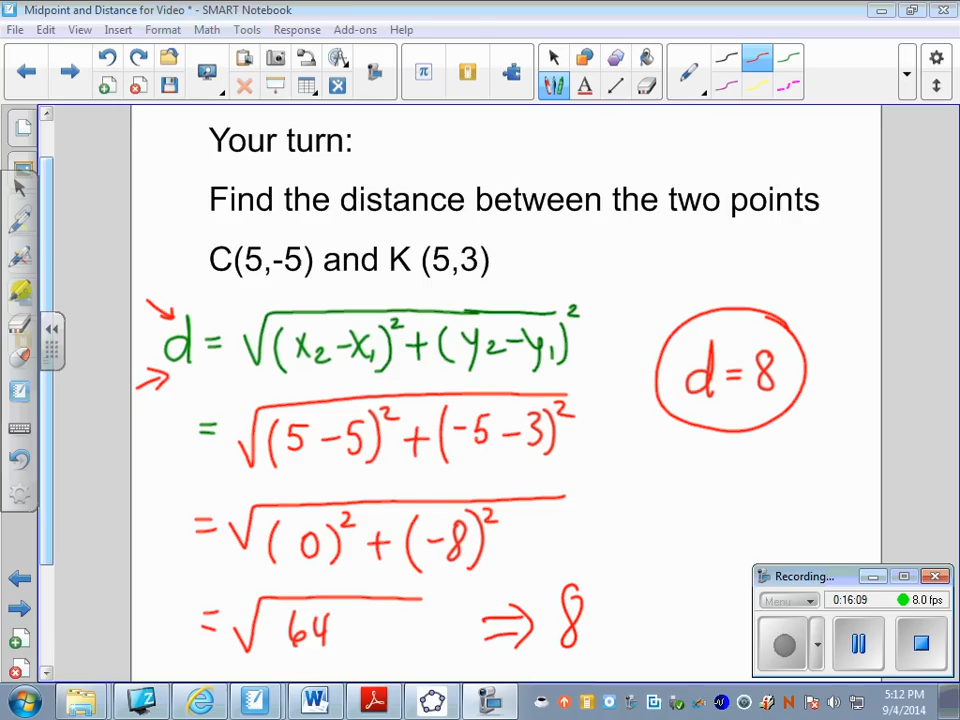 Midpoint and Distance for Video * - SMART Notebook
File Edit View Insert Format Math Tools Response Add-ons Help
Your turn:
Find the distance between the two points
C(5,-5) and K (5,3)
d = √(x₂-x₁)² + (y₂-y₁)²
d = 8
= √(5-5)² + (-5-3)²
= √(0)² + (-8)²
= √64 ⇒ 8
Recording...
Menu 0:16:09 8.0 fps
5:12 PM
9/4/2014